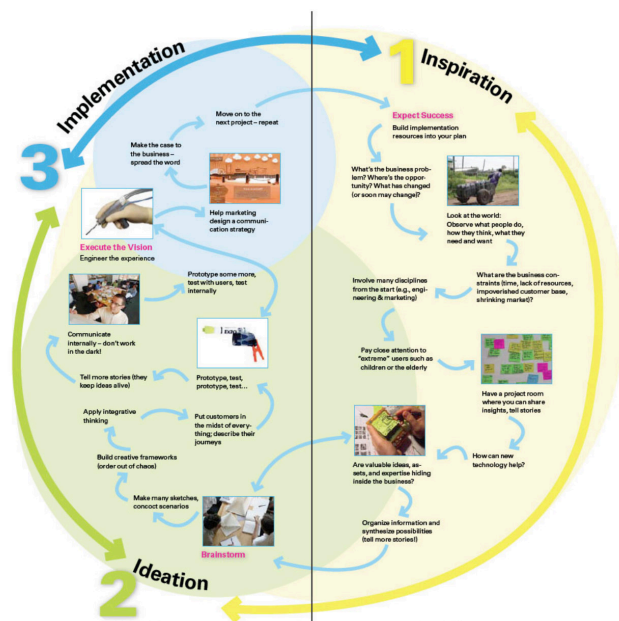 1
Inspiration
Expect Success
Build implementation
resources into your plan
What's the business prob-
lem? Where's the oppor-
tunity? What has changed
(or soon may change)?
Look at the world:
Observe what people do,
how they think, what they
need and want
What are the business con-
straints (time, lack of resources,
impoverished customer base,
shrinking market)?
Involve many disciplines
from the start (e.g., engi-
neering & marketing)
Pay close attention to
"extreme" users such as
children or the elderly
Have a project room
where you can share
insights, tell stories
How can new
technology help?
Are valuable ideas, as-
sets, and expertise hiding
inside the business?
Organize information and
synthesize possibilities
(tell more stories!)
2
Ideation
Brainstorm
Make many sketches,
concoct scenarios
Build creative frameworks
(order out of chaos)
Apply integrative
thinking
Put customers in
the midst of every-
thing; describe their
journeys
Prototype, test,
prototype, test…
Tell more stories (they
keep ideas alive)
Communicate
internally – don't work
in the dark!
Prototype some more,
test with users, test
internally
3
Implementation
Execute the Vision
Engineer the experience
Help marketing
design a communi-
cation strategy
Make the case to
the business –
spread the word
Move on to the
next project – repeat